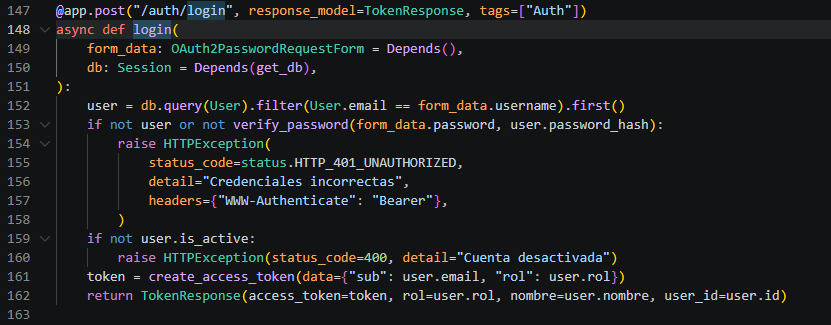 147 @app.post("/auth/login", response_model=TokenResponse, tags=["Auth"])
148 async def login(
149     form_data: OAuth2PasswordRequestForm = Depends(),
150     db: Session = Depends(get_db),
151 ):
152     user = db.query(User).filter(User.email == form_data.username).first()
153     if not user or not verify_password(form_data.password, user.password_hash):
154         raise HTTPException(
155             status_code=status.HTTP_401_UNAUTHORIZED,
156             detail="Credenciales incorrectas",
157             headers={"WWW-Authenticate": "Bearer"},
158         )
159     if not user.is_active:
160         raise HTTPException(status_code=400, detail="Cuenta desactivada")
161     token = create_access_token(data={"sub": user.email, "rol": user.rol})
162     return TokenResponse(access_token=token, rol=user.rol, nombre=user.nombre, user_id=user.id)
163